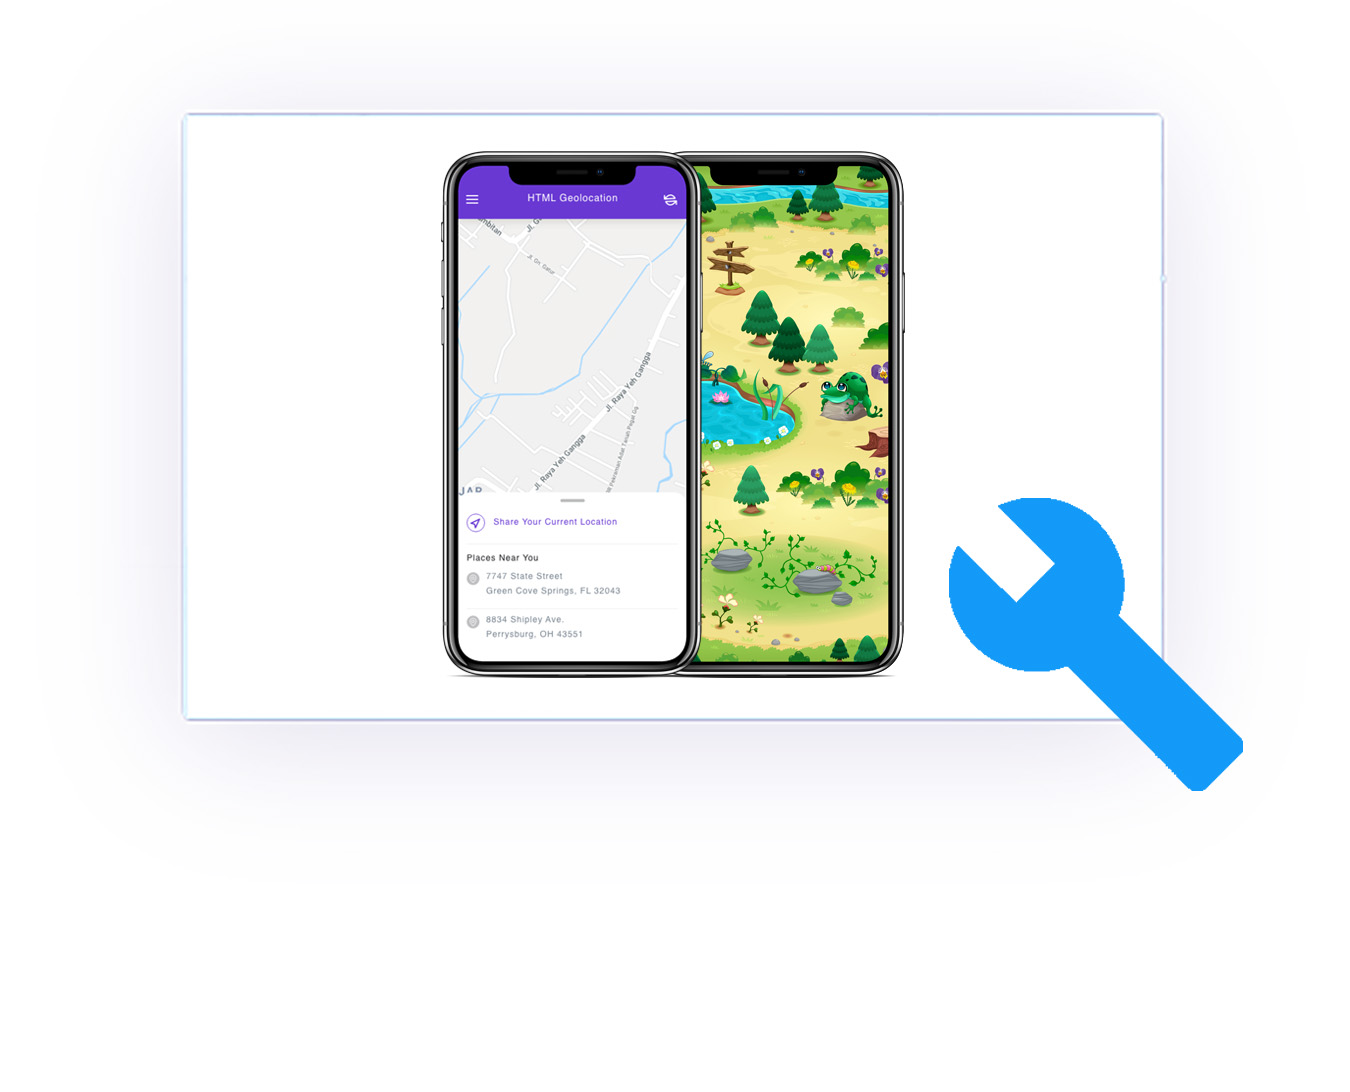 HTML Geolocation
Jl. Raya Yeh Gangga
Jl. Raya Yeh Gangga
Share Your Current Location
Places Near You
7747 State Street
Green Cove Springs, FL 32043
8834 Shipley Ave.
Perrysburg, OH 43551